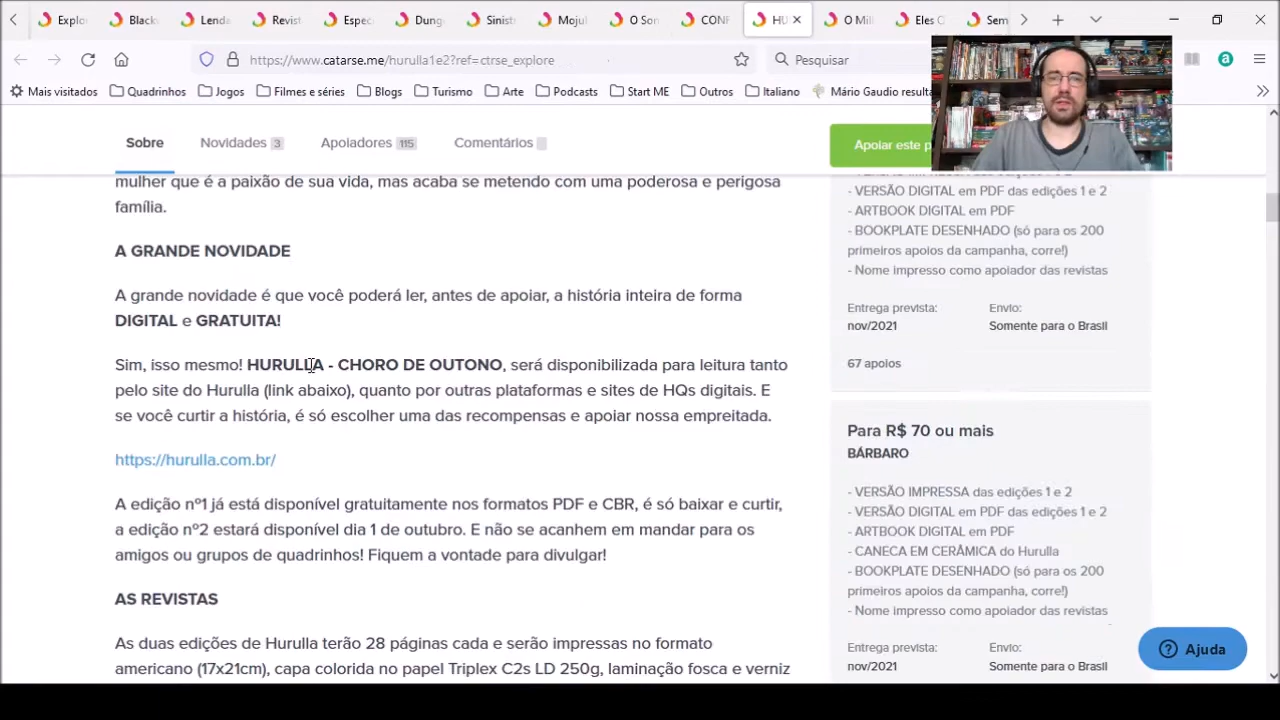 Explo
Black
Lenda
Revist
Espec
Dung
Sinist
Mojul
O Son
CONF
HU
O Mil
Eles C
Sem
https://www.catarse.me/hurulla1e2?ref=ctrse_explore
Pesquisar
Mais visitados
Quadrinhos
Jogos
Filmes e séries
Blogs
Turismo
Arte
Podcasts
Start ME
Outros
Italiano
Mário Gaudio resulta
Sobre
Novidades 3
Apoiadores 115
Comentários
Apoiar este p
mulher que é a paixão de sua vida, mas acaba se metendo com uma poderosa e perigosa
família.
A GRANDE NOVIDADE
A grande novidade é que você poderá ler, antes de apoiar, a história inteira de forma
DIGITAL e GRATUITA!
Sim, isso mesmo! HURULLA - CHORO DE OUTONO, será disponibilizada para leitura tanto
pelo site do Hurulla (link abaixo), quanto por outras plataformas e sites de HQs digitais. E
se você curtir a história, é só escolher uma das recompensas e apoiar nossa empreitada.
https://hurulla.com.br/
A edição nº1 já está disponível gratuitamente nos formatos PDF e CBR, é só baixar e curtir,
a edição nº2 estará disponível dia 1 de outubro. E não se acanhem em mandar para os
amigos ou grupos de quadrinhos! Fiquem a vontade para divulgar!
AS REVISTAS
As duas edições de Hurulla terão 28 páginas cada e serão impressas no formato
americano (17x21cm), capa colorida no papel Triplex C2s LD 250g, laminação fosca e verniz
- VERSÃO DIGITAL em PDF das edições 1 e 2
- ARTBOOK DIGITAL em PDF
- BOOKPLATE DESENHADO (só para os 200
primeiros apoios da campanha, corre!)
- Nome impresso como apoiador das revistas
Entrega prevista:
nov/2021
Envio:
Somente para o Brasil
67 apoios
Para R$ 70 ou mais
BÁRBARO
- VERSÃO IMPRESSA das edições 1 e 2
- VERSÃO DIGITAL em PDF das edições 1 e 2
- ARTBOOK DIGITAL em PDF
- CANECA EM CERÂMICA do Hurulla
- BOOKPLATE DESENHADO (só para os 200
primeiros apoios da campanha, corre!)
- Nome impresso como apoiador das revistas
Entrega prevista:
nov/2021
Envio:
Somente para o Brasil
Ajuda